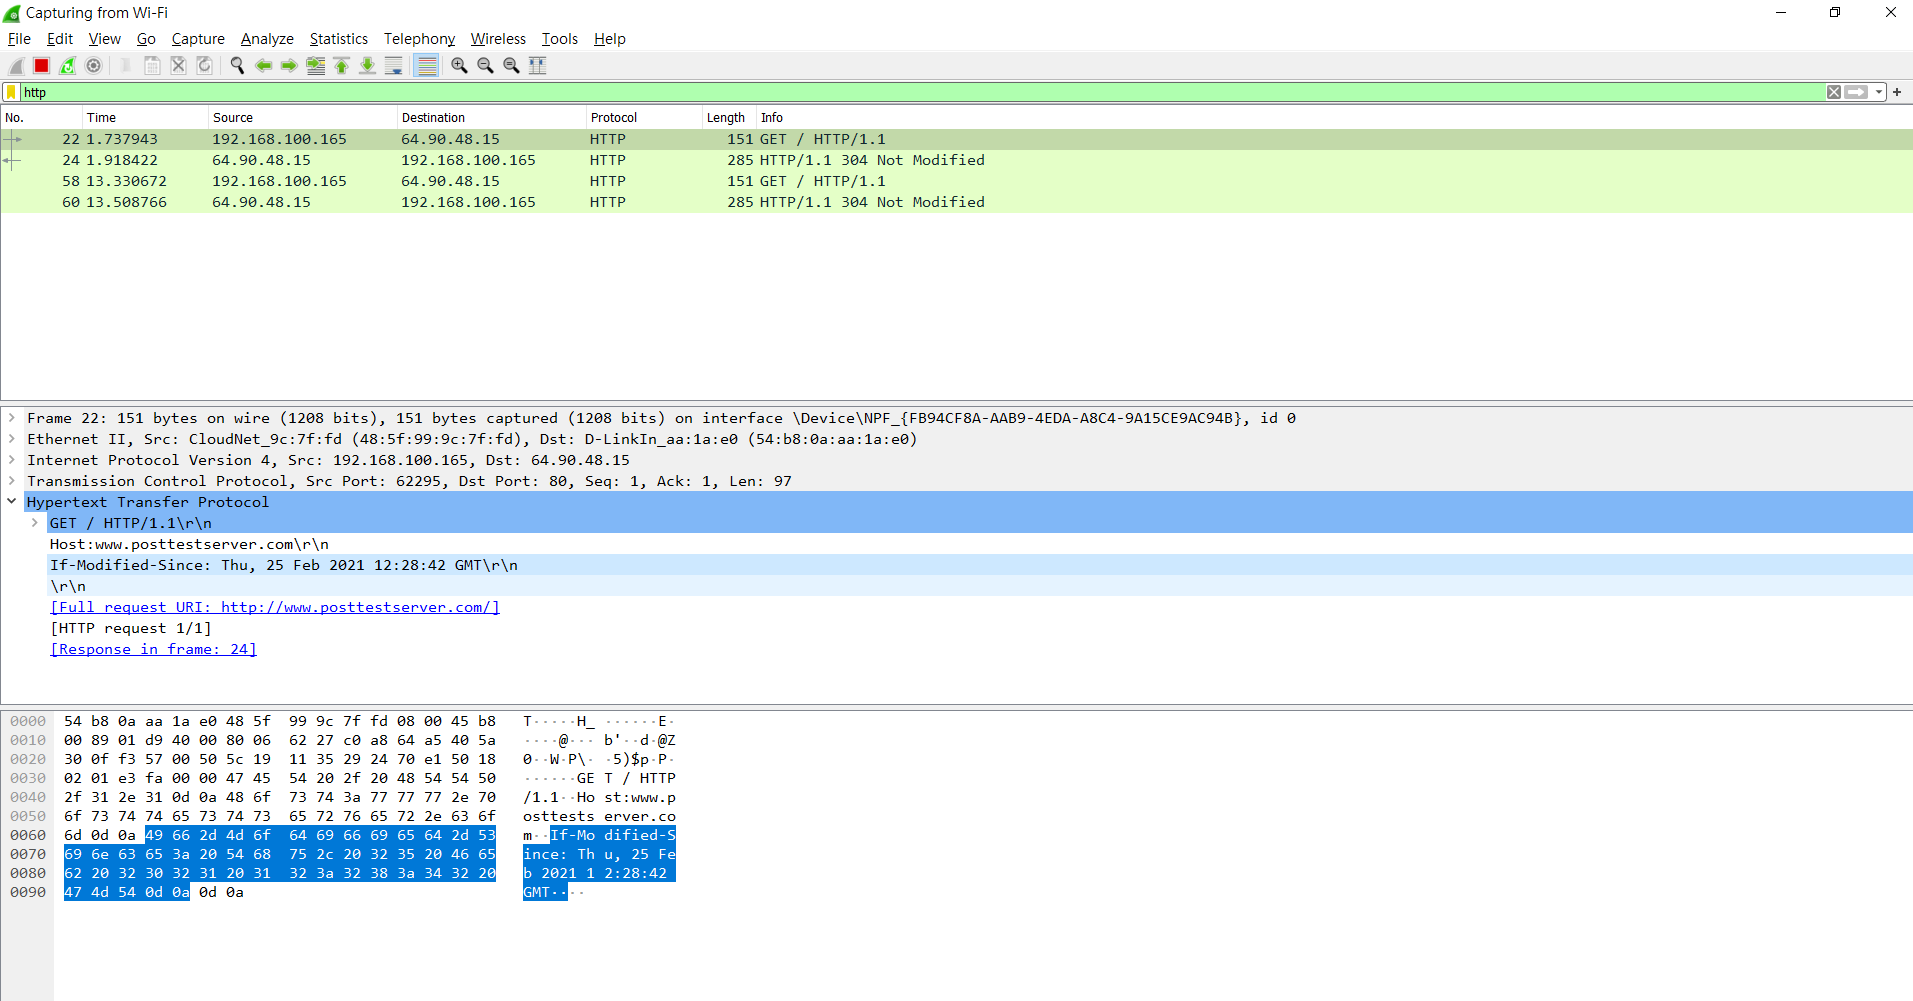 Capturing from Wi-Fi
File Edit View Go Capture Analyze Statistics Telephony Wireless Tools Help
http
No. Time Source Destination Protocol Length Info
22 1.737943 192.168.100.165 64.90.48.15 HTTP 151 GET / HTTP/1.1
24 1.918422 64.90.48.15 192.168.100.165 HTTP 285 HTTP/1.1 304 Not Modified
58 13.330672 192.168.100.165 64.90.48.15 HTTP 151 GET / HTTP/1.1
60 13.508766 64.90.48.15 192.168.100.165 HTTP 285 HTTP/1.1 304 Not Modified
Frame 22: 151 bytes on wire (1208 bits), 151 bytes captured (1208 bits) on interface \Device\NPF_{FB94CF8A-AAB9-4EDA-A8C4-9A15CE9AC94B}, id 0
Ethernet II, Src: CloudNet_9c:7f:fd (48:5f:99:9c:7f:fd), Dst: D-LinkIn_aa:1a:e0 (54:b8:0a:aa:1a:e0)
Internet Protocol Version 4, Src: 192.168.100.165, Dst: 64.90.48.15
Transmission Control Protocol, Src Port: 62295, Dst Port: 80, Seq: 1, Ack: 1, Len: 97
Hypertext Transfer Protocol
GET / HTTP/1.1\r\n
Host:www.posttestserver.com\r\n
If-Modified-Since: Thu, 25 Feb 2021 12:28:42 GMT\r\n
\r\n
[Full request URI: http://www.posttestserver.com/]
[HTTP request 1/1]
[Response in frame: 24]
0000 54 b8 0a aa 1a e0 48 5f 99 9c 7f fd 08 00 45 b8 T·····H_ ······E·
0010 00 89 01 d9 40 00 80 06 62 27 c0 a8 64 a5 40 5a ····@··· b'··d·@Z
0020 30 0f f3 57 00 50 5c 19 11 35 29 24 70 e1 50 18 0··W·P\· ·5)$p·P·
0030 02 01 e3 fa 00 00 47 45 54 20 2f 20 48 54 54 50 ······GE T / HTTP
0040 2f 31 2e 31 0d 0a 48 6f 73 74 3a 77 77 77 2e 70 /1.1··Ho st:www.p
0050 6f 73 74 74 65 73 74 73 65 72 76 65 72 2e 63 6f osttests erver.co
0060 6d 0d 0a 49 66 2d 4d 6f 64 69 66 69 65 64 2d 53 m··If-Mo dified-S
0070 69 6e 63 65 3a 20 54 68 75 2c 20 32 35 20 46 65 ince: Th u, 25 Fe
0080 62 20 32 30 32 31 20 31 32 3a 32 38 3a 34 32 20 b 2021 1 2:28:42
0090 47 4d 54 0d 0a 0d 0a GMT····